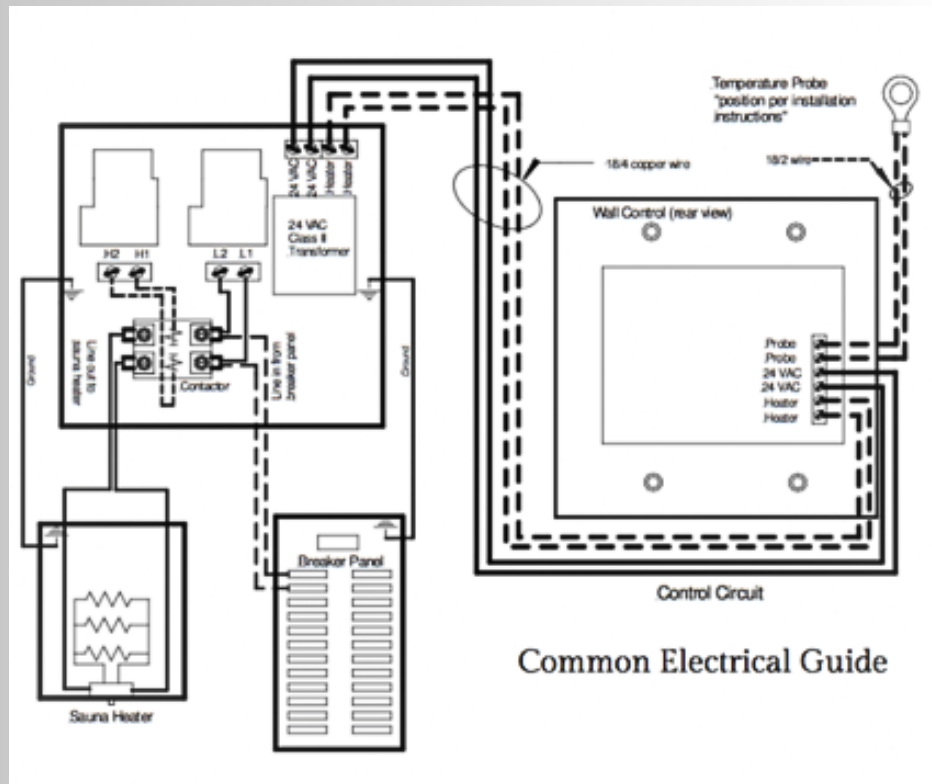 Temperature Probe
"position per installation
instructions"
18/4 copper wire
18/2 wire
Wall Control (rear view)
24 VAC
24 VAC
Heater
Heater
24 VAC
Class II
Transformer
H2 H1
L2 L1
Ground
Line out to
sauna heater
Contactor
Line in from
breaker panel
Ground
Probe
Probe
24 VAC
24 VAC
Heater
Heater
Breaker Panel
Control Circuit
Common Electrical Guide
Sauna Heater